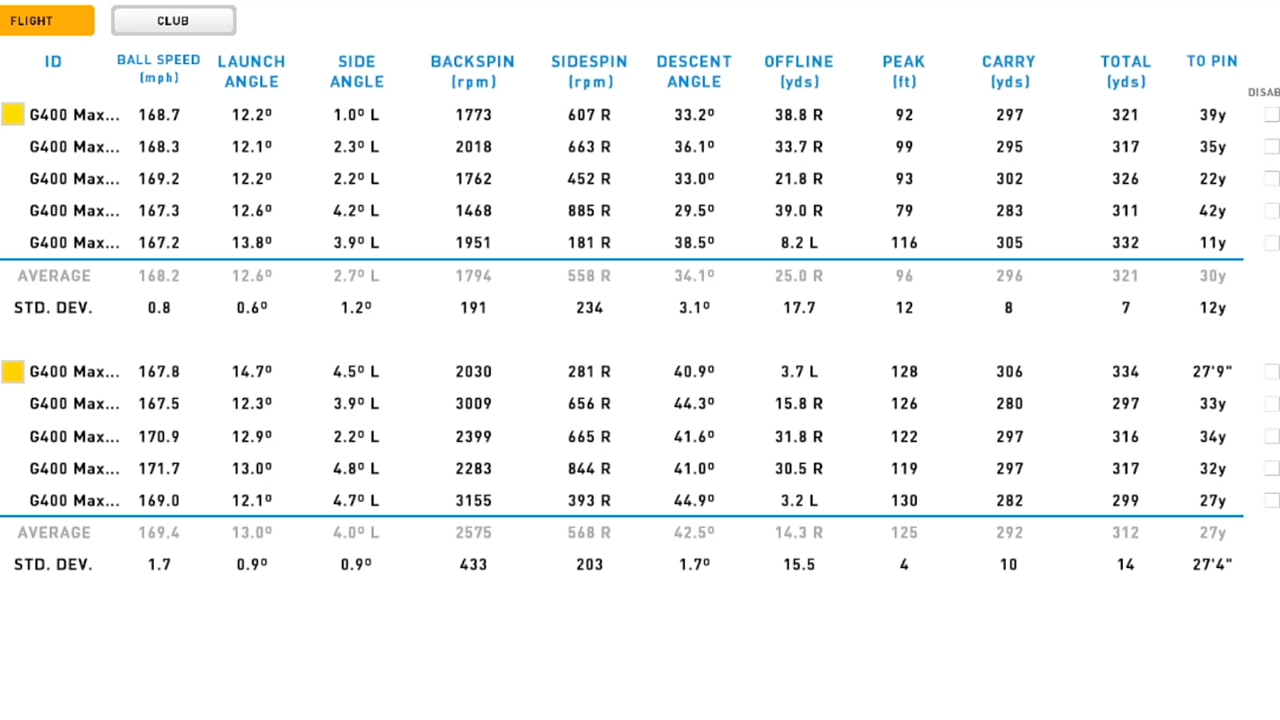 FLIGHT CLUB
ID BALL SPEED (mph) LAUNCH ANGLE SIDE ANGLE BACKSPIN (rpm) SIDESPIN (rpm) DESCENT ANGLE OFFLINE (yds) PEAK (ft) CARRY (yds) TOTAL (yds) TO PIN
DISAB
G400 Max... 168.7 12.2º 1.0º L 1773 607 R 33.2º 38.8 R 92 297 321 39y
G400 Max... 168.3 12.1º 2.3º L 2018 663 R 36.1º 33.7 R 99 295 317 35y
G400 Max... 169.2 12.2º 2.2º L 1762 452 R 33.0º 21.8 R 93 302 326 22y
G400 Max... 167.3 12.6º 4.2º L 1468 885 R 29.5º 39.0 R 79 283 311 42y
G400 Max... 167.2 13.8º 3.9º L 1951 181 R 38.5º 8.2 L 116 305 332 11y
AVERAGE 168.2 12.6º 2.7º L 1794 558 R 34.1º 25.0 R 96 296 321 30y
STD. DEV. 0.8 0.6º 1.2º 191 234 3.1º 17.7 12 8 7 12y
G400 Max... 167.8 14.7º 4.5º L 2030 281 R 40.9º 3.7 L 128 306 334 27'9"
G400 Max... 167.5 12.3º 3.9º L 3009 656 R 44.3º 15.8 R 126 280 297 33y
G400 Max... 170.9 12.9º 2.2º L 2399 665 R 41.6º 31.8 R 122 297 316 34y
G400 Max... 171.7 13.0º 4.8º L 2283 844 R 41.0º 30.5 R 119 297 317 32y
G400 Max... 169.0 12.1º 4.7º L 3155 393 R 44.9º 3.2 L 130 282 299 27y
AVERAGE 169.4 13.0º 4.0º L 2575 568 R 42.5º 14.3 R 125 292 312 27y
STD. DEV. 1.7 0.9º 0.9º 433 203 1.7º 15.5 4 10 14 27'4"